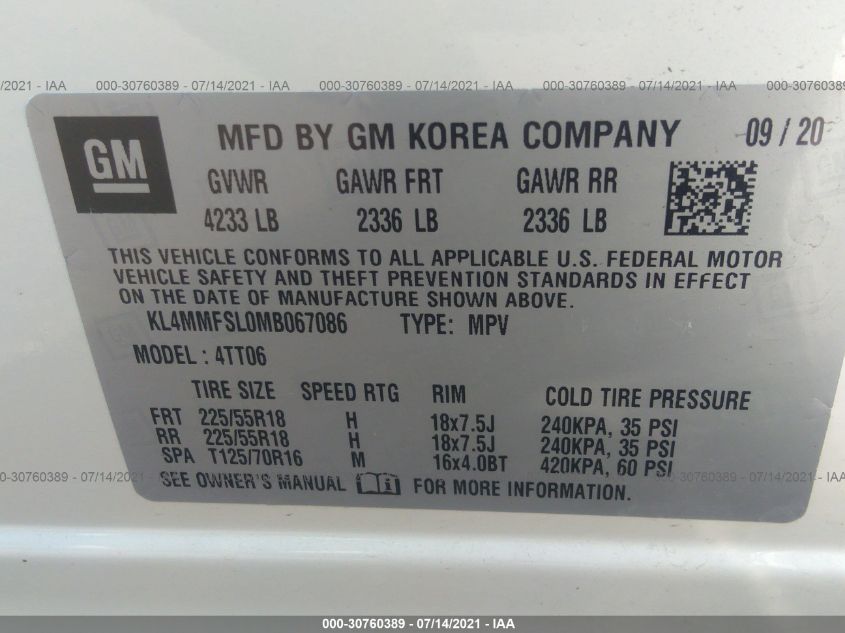 /2021 - IAA 000-30760389 - 07/14/2021 - IAA 000-30760389 - 07/14/2021 - IAA 000-30760389 - 07/14/2021 - IAA 000-30760389
GM
MFD BY GM KOREA COMPANY 09 / 20
GVWR GAWR FRT GAWR RR
4233 LB 2336 LB 2336 LB
THIS VEHICLE CONFORMS TO ALL APPLICABLE U.S. FEDERAL MOTOR
VEHICLE SAFETY AND THEFT PREVENTION STANDARDS IN EFFECT
ON THE DATE OF MANUFACTURE SHOWN ABOVE.
KL4MMFSL0MB067086 TYPE: MPV
MODEL: 4TT06
TIRE SIZE SPEED RTG RIM COLD TIRE PRESSURE
FRT 225/55R18 H 18x7.5J 240KPA, 35 PSI
RR 225/55R18 H 18x7.5J 240KPA, 35 PSI
SPA T125/70R16 M 16x4.0BT 420KPA, 60 PSI
SEE OWNER'S MANUAL FOR MORE INFORMATION.
000-30760389 - 07/14/2021 - IAA